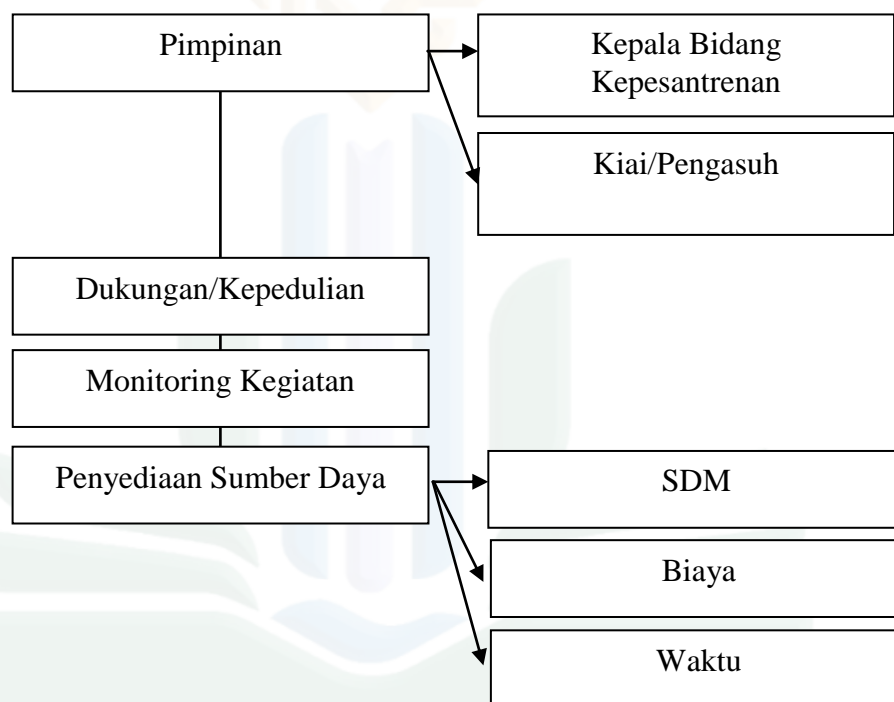 Pimpinan
Kepala Bidang
Kepesantrenan
Kiai/Pengasuh
Dukungan/Kepedulian
Monitoring Kegiatan
Penyediaan Sumber Daya
SDM
Biaya
Waktu